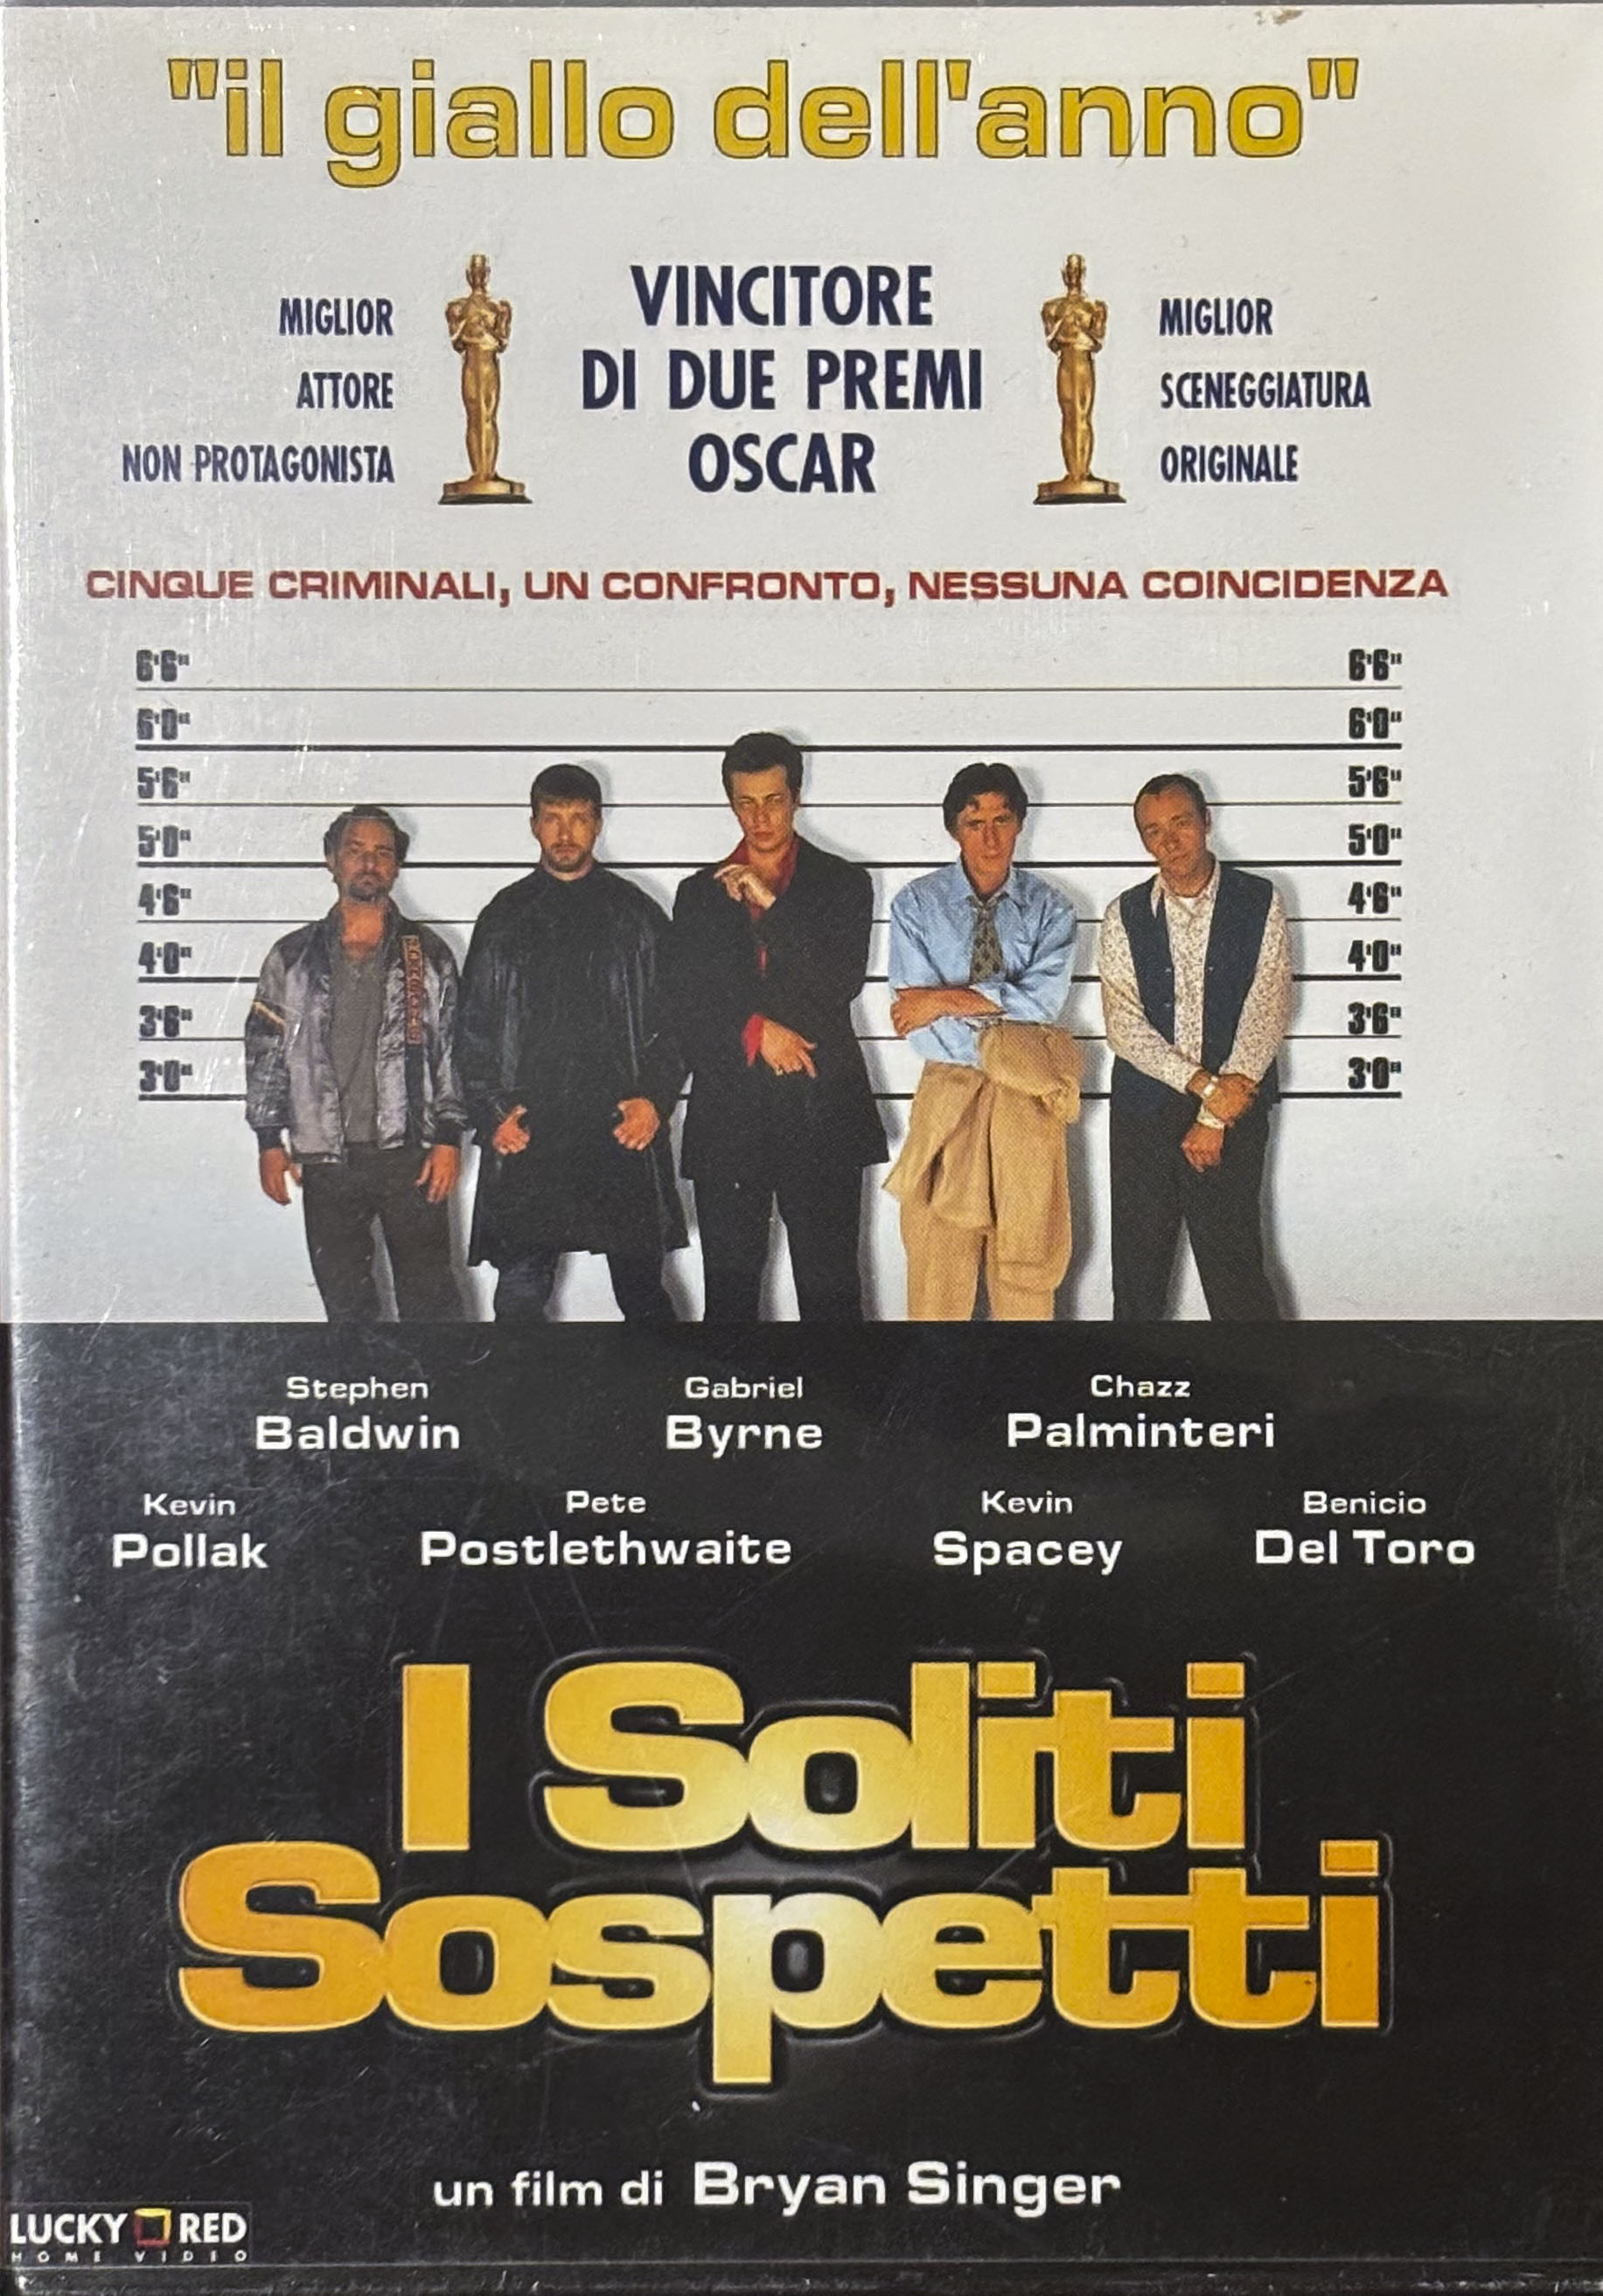 "il giallo dell'anno"
MIGLIOR
ATTORE
NON PROTAGONISTA
VINCITORE
DI DUE PREMI
OSCAR
MIGLIOR
SCENEGGIATURA
ORIGINALE
CINQUE CRIMINALI, UN CONFRONTO, NESSUNA COINCIDENZA
6'6" 6'6"
6'0" 6'0"
5'6" 5'6"
5'0" 5'0"
4'6" 4'6"
4'0" 4'0"
3'6" 3'6"
3'0" 3'0"
Stephen
Baldwin
Gabriel
Byrne
Chazz
Palminteri
Kevin
Pollak
Pete
Postlethwaite
Kevin
Spacey
Benicio
Del Toro
I Soliti
Sospetti
un film di Bryan Singer
LUCKY RED
HOME VIDEO